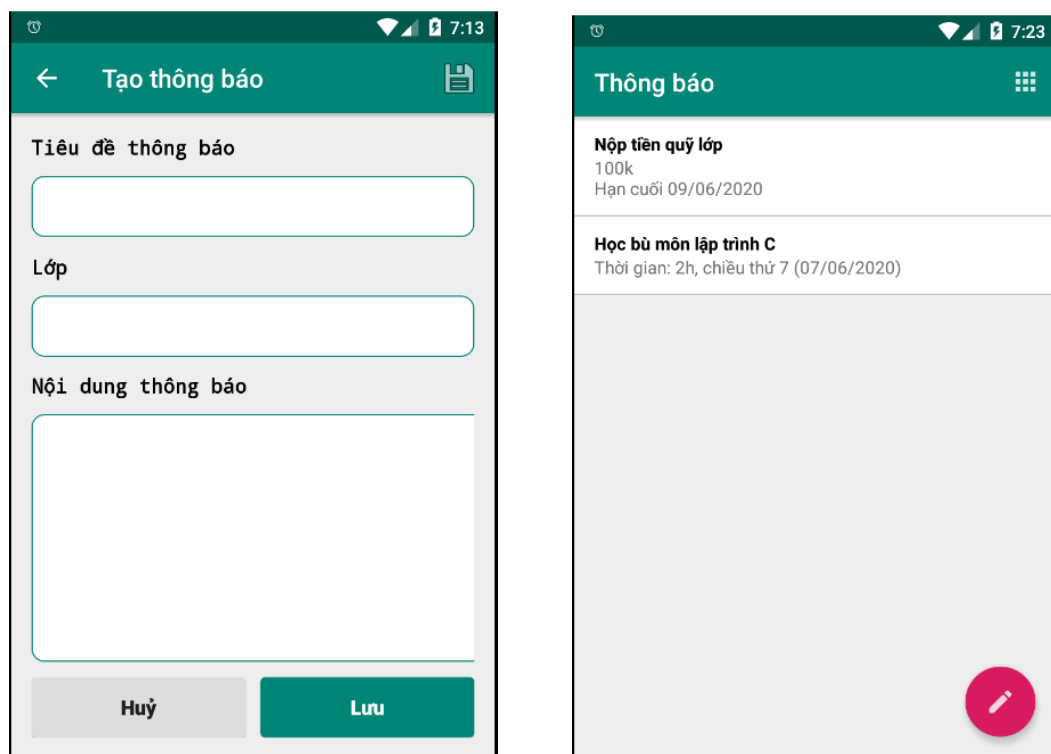 7:13
Tạo thông báo
Tiêu đề thông báo
Lớp
Nội dung thông báo
Huỷ
Lưu
7:23
Thông báo
Nộp tiền quỹ lớp
100k
Hạn cuối 09/06/2020
Học bù môn lập trình C
Thời gian: 2h, chiều thứ 7 (07/06/2020)